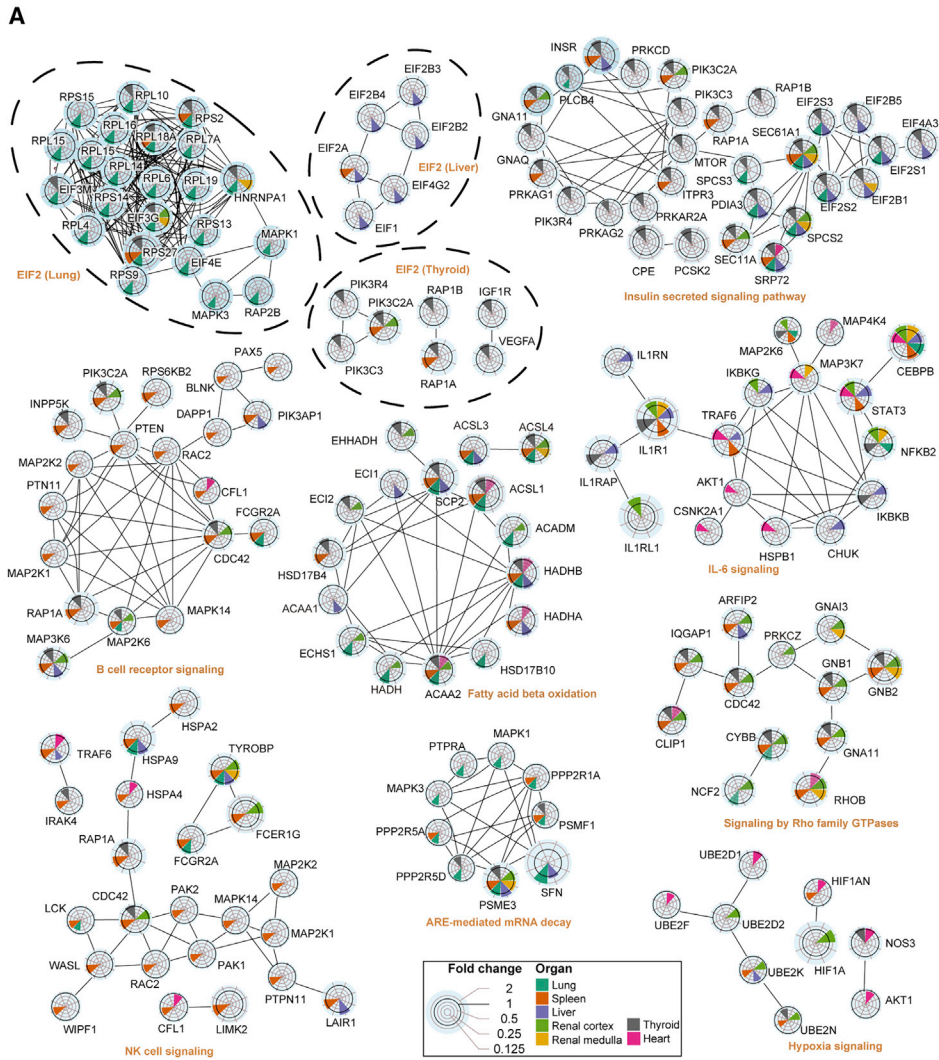 A
EIF2B3
EIF2B4
EIF2B2
EIF2A
EIF2 (Liver)
EIF4G2
EIF1
RPS15
RPL10
RPL16
RPS2
RPL18A
RPL15
RPL15
RPL7A
RPL14
EIF3M
RPL6
RPL19
RPS14
HNRNPA1
RPL4
EIF3G
RPS13
MAPK1
EIF2 (Lung)
RPS27
EIF4E
RPS9
MAPK3
RAP2B
EIF2 (Thyroid)
PIK3R4
PIK3C2A
RAP1B
IGF1R
VEGFA
PIK3C3
RAP1A
INSR
PRKCD
PIK3C2A
PLCB4
PIK3C3
RAP1B
GNA11
RAP1A
EIF2S3
EIF2B5
SEC61A1
EIF4A3
GNAQ
MTOR
SPCS3
PRKAG1
ITPR3
EIF2S1
PDIA3
EIF2S2
EIF2B1
PIK3R4
PRKAR2A
PRKAG2
SPCS2
SEC11A
CPE
PCSK2
SRP72
Insulin secreted signaling pathway
PAX5
PIK3C2A
RPS6KB2
BLNK
INPP5K
DAPP1
PIK3AP1
PTEN
MAP2K2
RAC2
PTN11
CFL1
FCGR2A
CDC42
MAP2K1
RAP1A
MAPK14
MAP3K6
MAP2K6
B cell receptor signaling
EHHADH
ACSL3
ACSL4
ECI1
SCP2
ACSL1
ECI2
ACADM
HSD17B4
HADHB
ACAA1
HADHA
ECHS1
HSD17B10
HADH
ACAA2
Fatty acid beta oxidation
MAP4K4
MAP2K6
IL1RN
MAP3K7
CEBPB
IKBKG
STAT3
TRAF6
IL1R1
NFKB2
IL1RAP
AKT1
IKBKB
CSNK2A1
IL1RL1
HSPB1
CHUK
IL-6 signaling
ARFIP2
GNAI3
IQGAP1
PRKCZ
GNB1
GNB2
CDC42
CLIP1
CYBB
GNA11
NCF2
RHOB
Signaling by Rho family GTPases
HSPA2
TRAF6
TYROBP
HSPA9
HSPA4
IRAK4
FCER1G
RAP1A
FCGR2A
MAP2K2
CDC42
PAK2
MAPK14
LCK
MAP2K1
WASL
PAK1
RAC2
PTPN11
WIPF1
CFL1
LIMK2
LAIR1
NK cell signaling
MAPK1
PTPRA
PPP2R1A
MAPK3
PSMF1
PPP2R5A
PPP2R5D
SFN
PSME3
ARE-mediated mRNA decay
UBE2D1
HIF1AN
UBE2F
UBE2D2
NOS3
HIF1A
UBE2K
AKT1
UBE2N
Hypoxia signaling
Fold change
2
1
0.5
0.25
0.125
Organ
Lung
Spleen
Liver
Renal cortex
Renal medulla
Thyroid
Heart